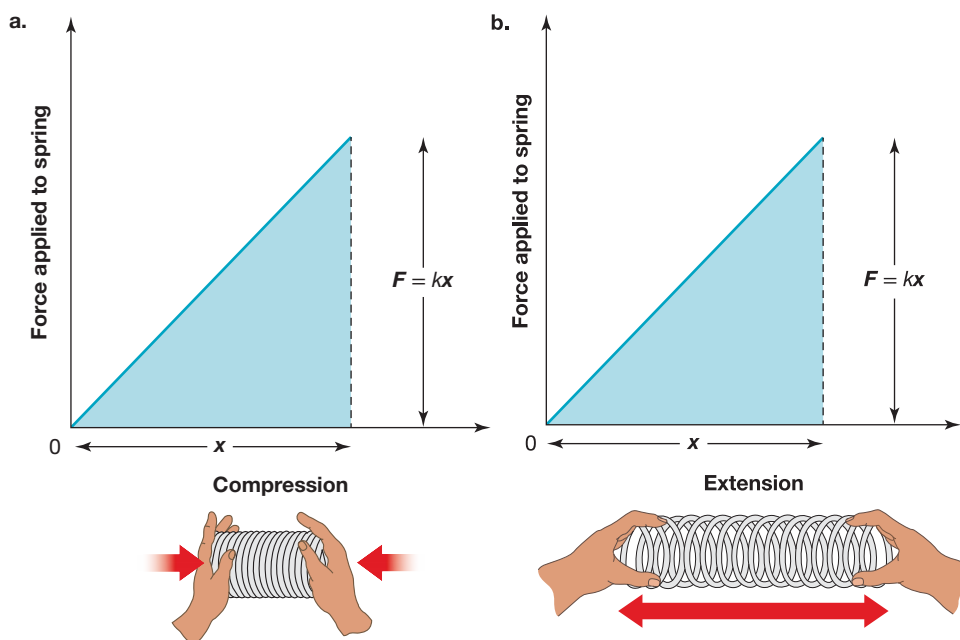 a.
Force applied to spring
F = kx
0
x
Compression
b.
Force applied to spring
F = kx
0
x
Extension